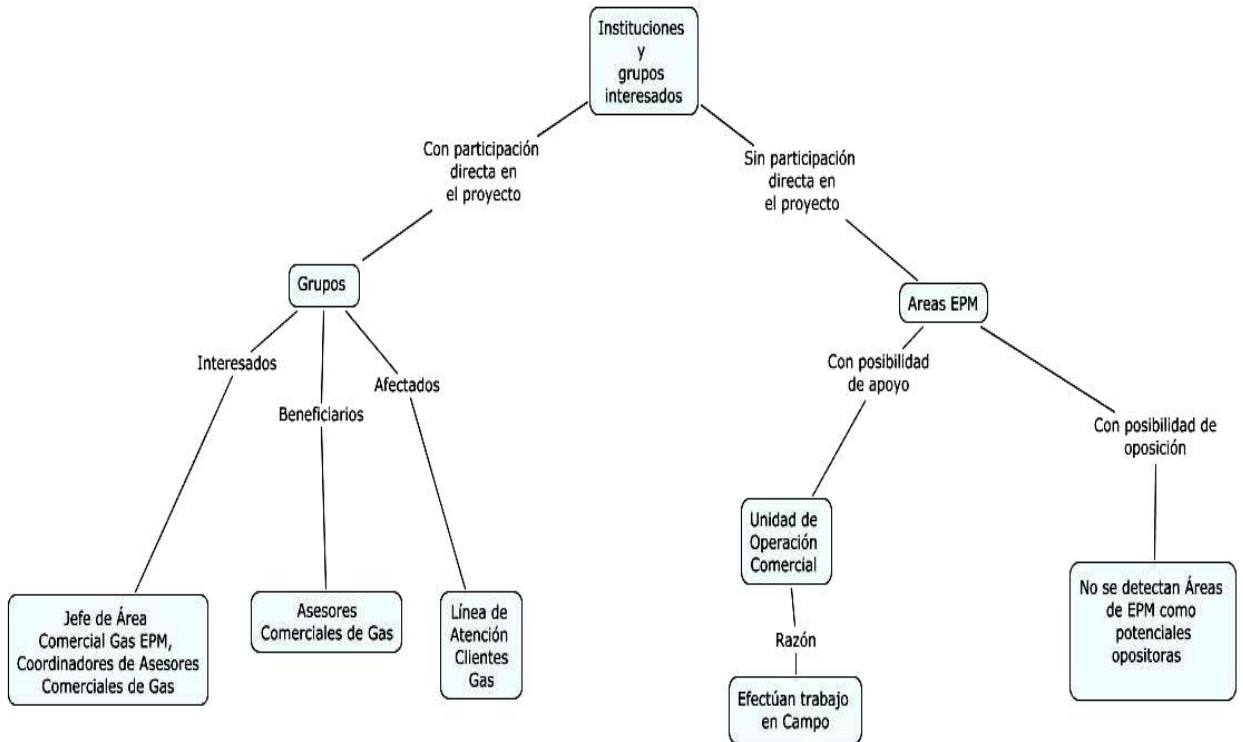 Instituciones
y
grupos
interesados
Con participación
directa en
el proyecto
Sin participación
directa en
el proyecto
Grupos
Areas EPM
Interesados
Beneficiarios
Afectados
Con posibilidad
de apoyo
Con posibilidad de
oposición
Jefe de Área
Comercial Gas EPM,
Coordinadores de Asesores
Comerciales de Gas
Asesores
Comerciales de Gas
Línea de
Atención
Clientes
Gas
Unidad de
Operación
Comercial
Razón
Efectúan trabajo
en Campo
No se detectan Áreas
de EPM como
potenciales
opositoras